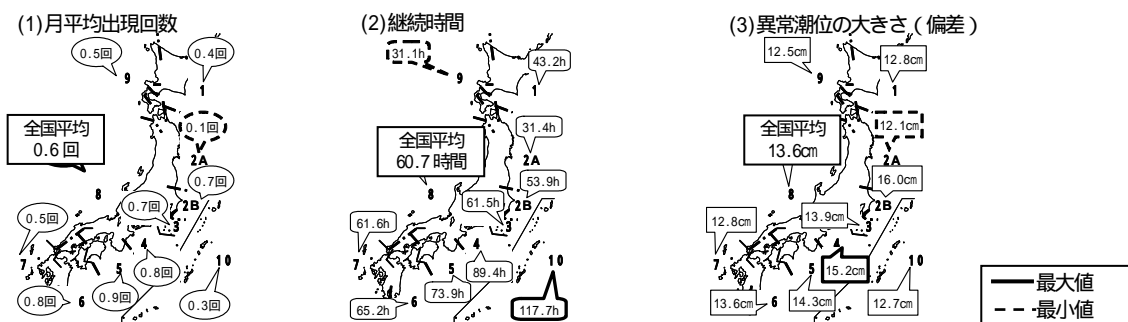 (1)月平均出現回数
0.5回
0.4回
9
1
全国平均
0.6回
0.1回
2A
8
0.7回
0.7回
2B
3
0.5回
7
4
5
10
0.8回
0.8回
6
0.9回
0.3回
(2)継続時間
31.1h
43.2h
9
1
全国平均
60.7時間
31.4h
2A
8
53.9h
61.5h
2B
3
61.6h
7
4
5
10
89.4h
73.9h
65.2h
6
117.7h
(3)異常潮位の大きさ(偏差)
12.5cm
12.8cm
9
1
全国平均
13.6cm
12.1cm
2A
8
16.0cm
13.9cm
2B
3
12.8cm
7
4
5
10
15.2cm
13.6cm
6
14.3cm
12.7cm
最大値
最小値